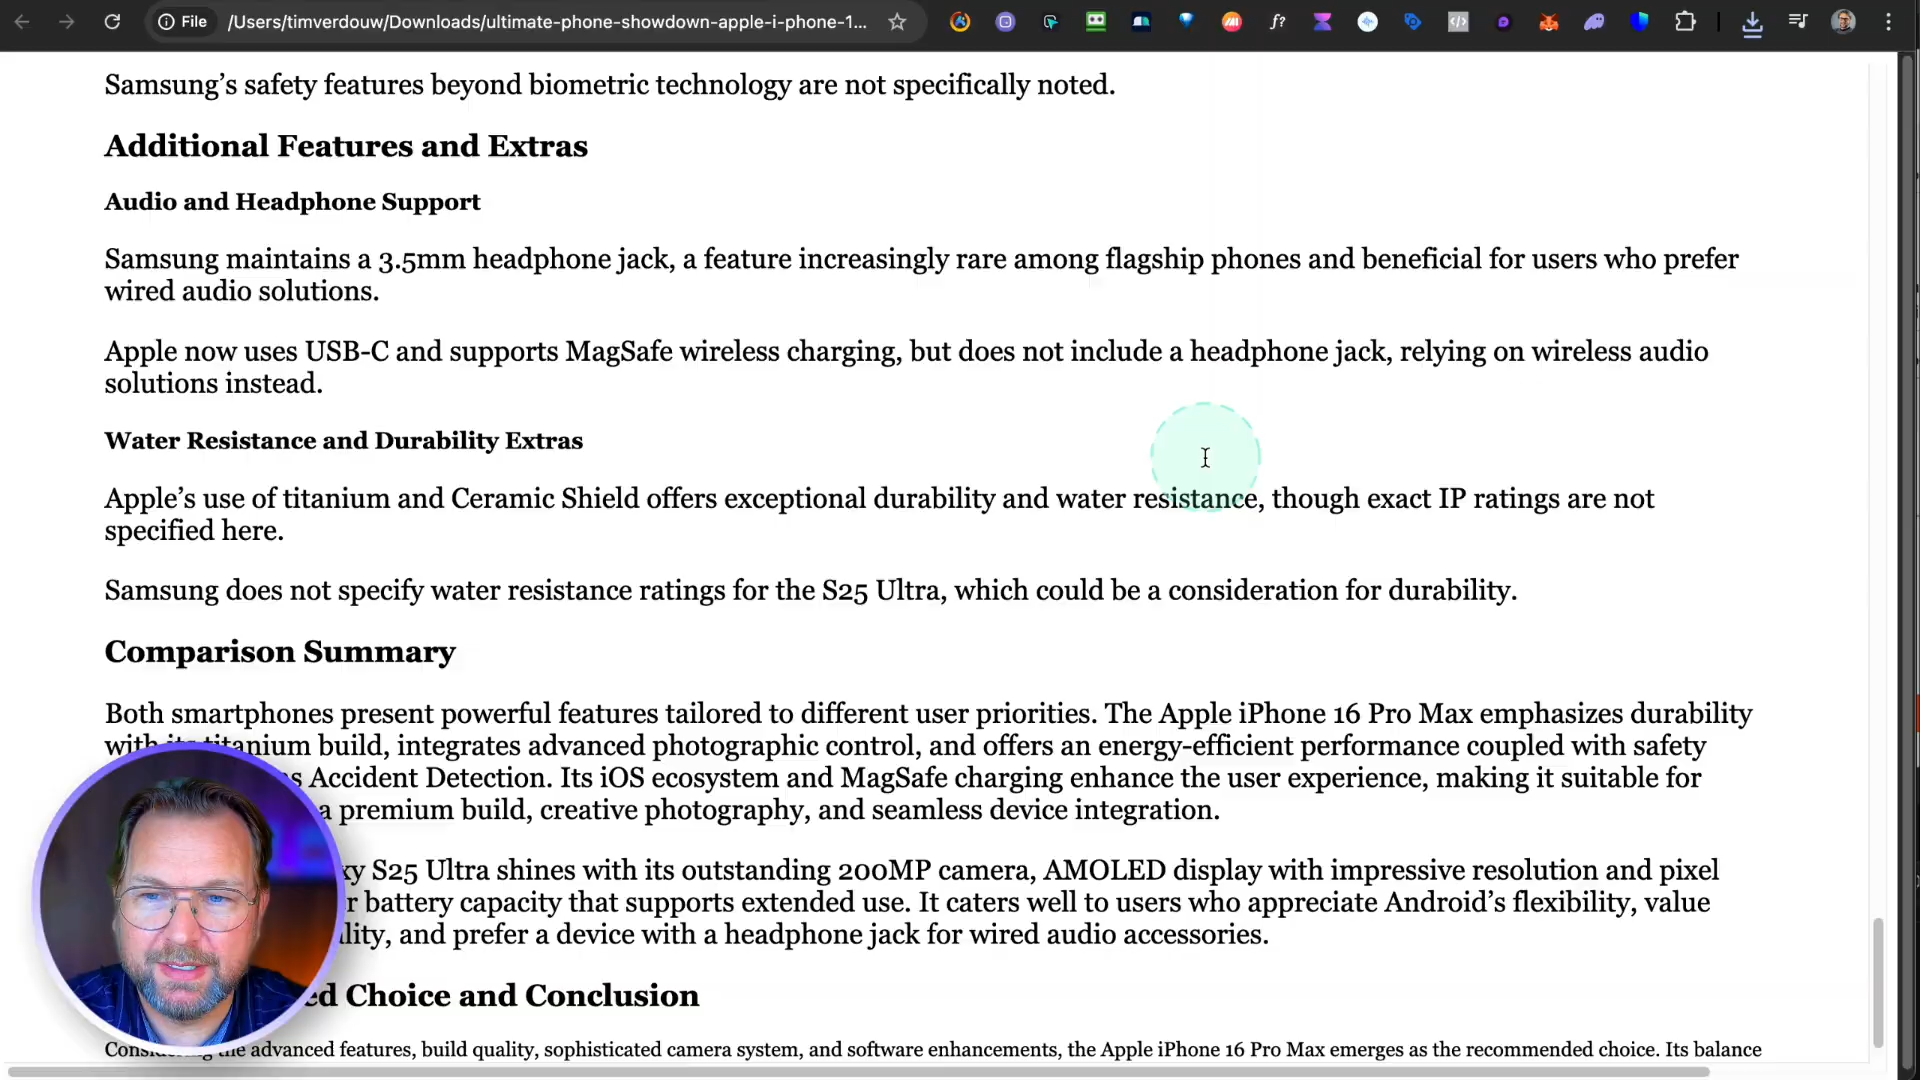 File
/Users/timverdouw/Downloads/ultimate-phone-showdown-apple-i-phone-1...
f?
Samsung’s safety features beyond biometric technology are not specifically noted.
Additional Features and Extras
Audio and Headphone Support
Samsung maintains a 3.5mm headphone jack, a feature increasingly rare among flagship phones and beneficial for users who prefer
wired audio solutions.
Apple now uses USB-C and supports MagSafe wireless charging, but does not include a headphone jack, relying on wireless audio
solutions instead.
Water Resistance and Durability Extras
Apple’s use of titanium and Ceramic Shield offers exceptional durability and water resistance, though exact IP ratings are not
specified here.
Samsung does not specify water resistance ratings for the S25 Ultra, which could be a consideration for durability.
Comparison Summary
Both smartphones present powerful features tailored to different user priorities. The Apple iPhone 16 Pro Max emphasizes durability
with its titanium build, integrates advanced photographic control, and offers an energy-efficient performance coupled with safety
Accident Detection. Its iOS ecosystem and MagSafe charging enhance the user experience, making it suitable for
a premium build, creative photography, and seamless device integration.
S25 Ultra shines with its outstanding 200MP camera, AMOLED display with impressive resolution and pixel
battery capacity that supports extended use. It caters well to users who appreciate Android’s flexibility, value
and prefer a device with a headphone jack for wired audio accessories.
Choice and Conclusion
Considering the advanced features, build quality, sophisticated camera system, and software enhancements, the Apple iPhone 16 Pro Max emerges as the recommended choice. Its balance